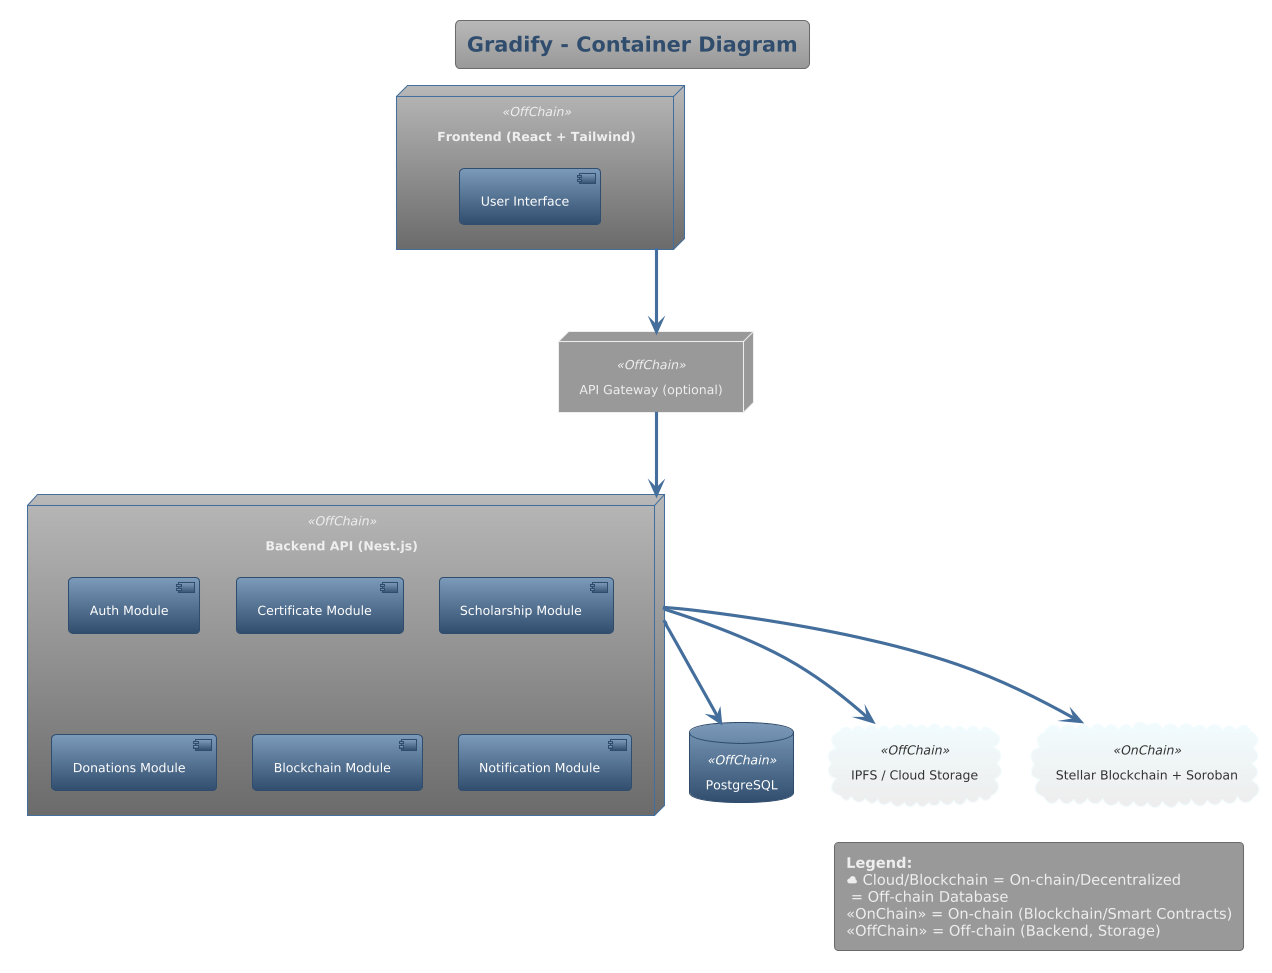 Gradify - Container Diagram
«OffChain»
Frontend (React + Tailwind)
User Interface
«OffChain»
API Gateway (optional)
«OffChain»
Backend API (Nest.js)
Auth Module
Certificate Module
Scholarship Module
Donations Module
Blockchain Module
Notification Module
«OffChain»
PostgreSQL
«OffChain»
IPFS / Cloud Storage
«OnChain»
Stellar Blockchain + Soroban
Legend:
☁ Cloud/Blockchain = On-chain/Decentralized
= Off-chain Database
«OnChain» = On-chain (Blockchain/Smart Contracts)
«OffChain» = Off-chain (Backend, Storage)